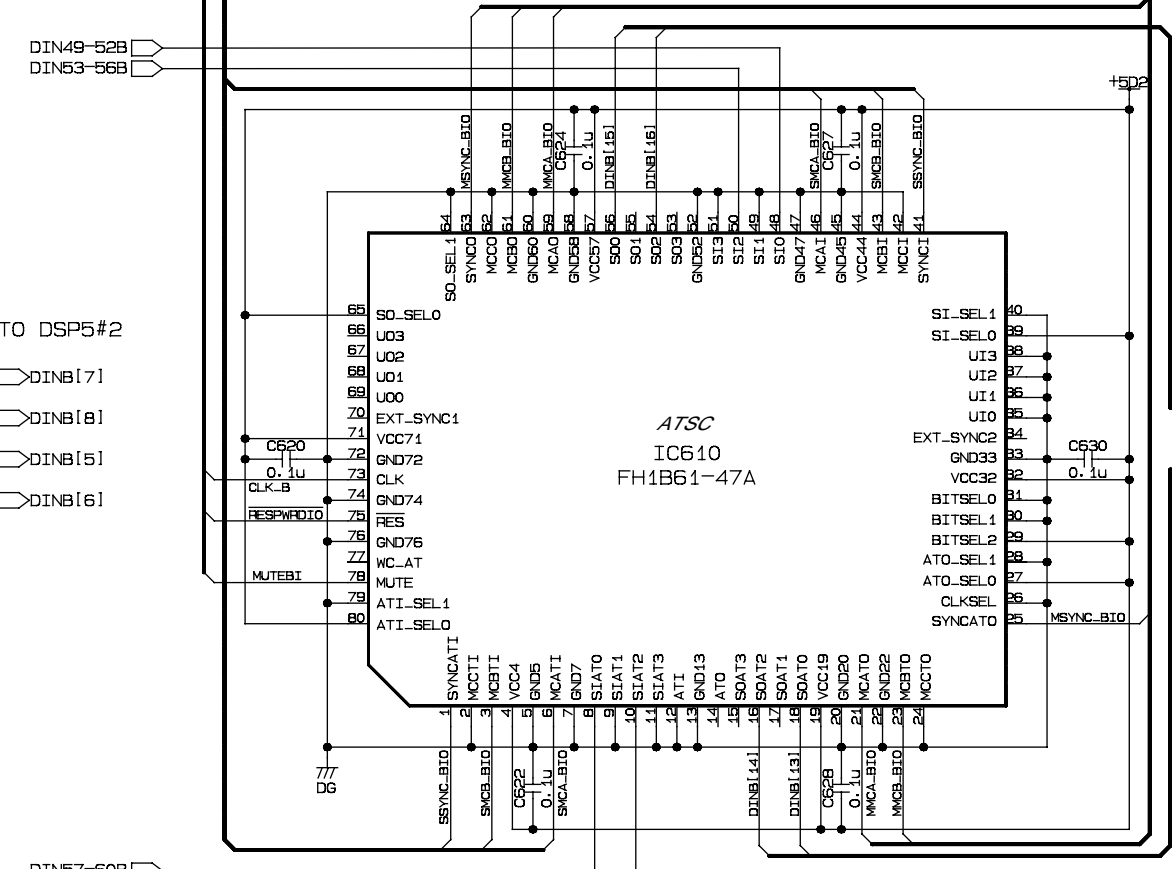 DIN49-52B
DIN53-56B
+5D2
MSYNC_BIO
MMCB_BIO
MMCA_BIO
C624
0.1u
DINB[15]
DINB[16]
SMCA_BIO
C627
0.1u
SMCB_BIO
SSYNC_BIO
64 63 62 61 60 59 58 57 56 55 54 53 52 51 50 49 48 47 46 45 44 43 42 41
SO_SEL1 SYNCO MCCO MCBO GND60 MCAO GND58 VCC57 SO0 SO1 SO2 SO3 GND52 SI3 SI2 SI1 SI0 GND47 MCAI GND45 VCC44 MCBI MCCI SYNCI
TO DSP5#2
DINB[7]
DINB[8]
DINB[5]
DINB[6]
65 SO_SEL0
66 UO3
67 UO2
68 UO1
69 UO0
70 EXT_SYNC1
71 VCC71
72 GND72
73 CLK
74 GND74
75 RES
76 GND76
77 WC_AT
78 MUTE
79 ATI_SEL1
80 ATI_SEL0
C620
0.1u
CLK_B
RESPWRDIO
MUTEBI
ATSC
IC610
FH1B61-47A
SI_SEL1 40
SI_SEL0 39
UI3 38
UI2 37
UI1 36
UI0 35
EXT_SYNC2 34
GND33 33
VCC32 32
BITSEL0 31
BITSEL1 30
BITSEL2 29
ATO_SEL1 28
ATO_SEL0 27
CLKSEL 26
SYNCATO 25
C630
0.1u
MSYNC_BIO
SYNCATI MCCTI MCBTI VCC4 GND5 MCATI GND7 SIAT0 SIAT1 SIAT2 SIAT3 ATI GND13 ATO SOAT3 SOAT2 SOAT1 SOAT0 VCC19 GND20 MCATO GND22 MCBTO MCCTO
1 2 3 4 5 6 7 8 9 10 11 12 13 14 15 16 17 18 19 20 21 22 23 24
DG
SSYNC_BIO
SMCB_BIO
C622
0.1u
SMCA_BIO
DINB[14]
DINB[13]
C628
0.1u
MMCA_BIO
MMCB_BIO
DIN57-60B